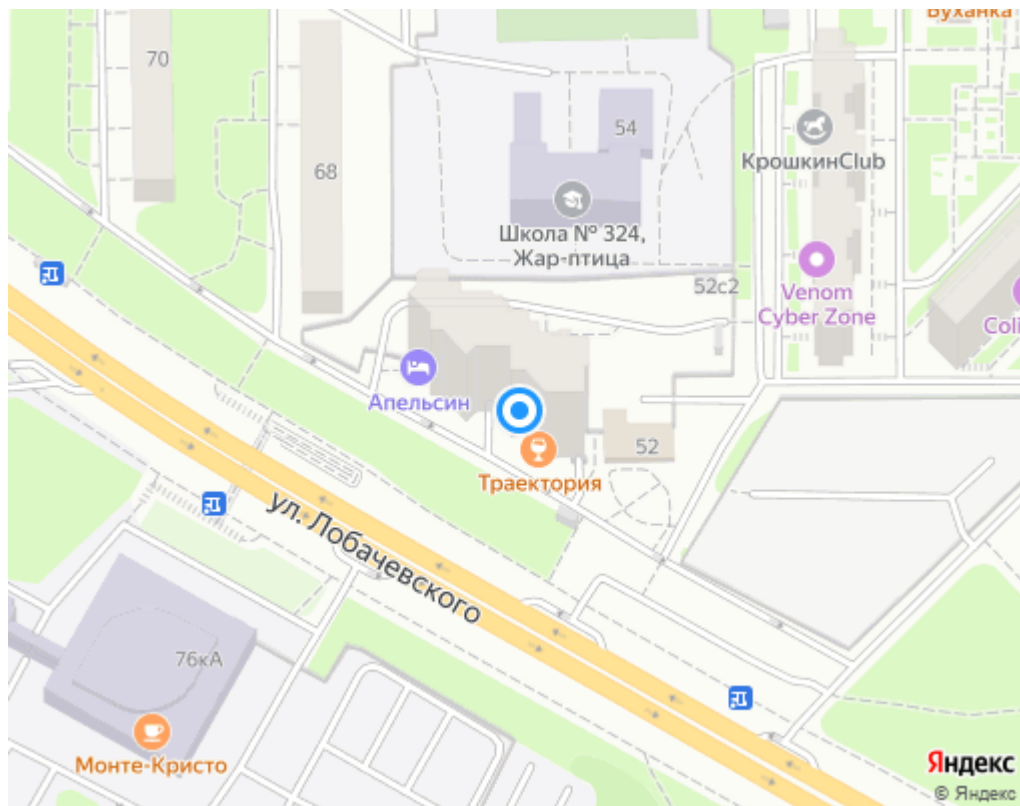 Буханка
70
54
68
КрошкинClub
Школа № 324,
Жар-птица
52с2
Venom
Cyber Zone
Coli
Апельсин
52
Траектория
ул. Лобачевского
76кА
Монте-Кристо
Яндекс
© Яндекс